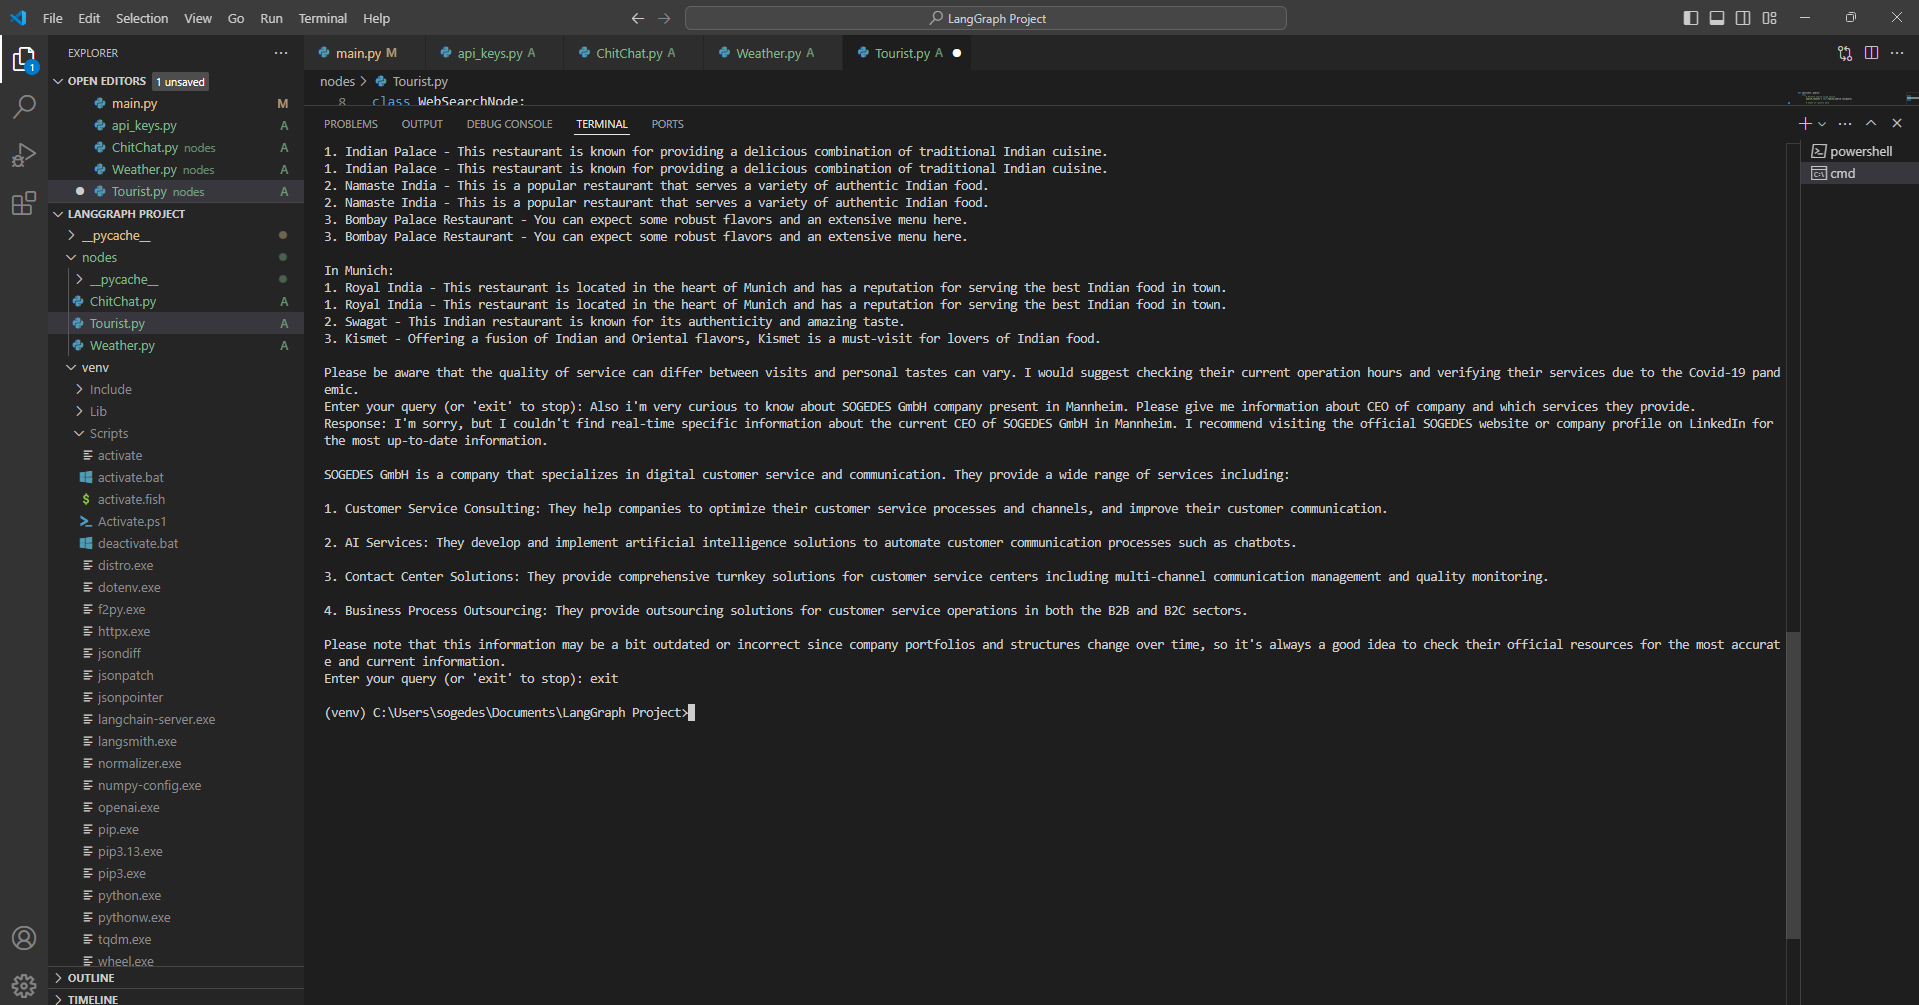 File Edit Selection View Go Run Terminal Help
LangGraph Project
EXPLORER
OPEN EDITORS 1 unsaved
main.py M
api_keys.py A
ChitChat.py nodes A
Weather.py nodes A
Tourist.py nodes A
LANGGRAPH PROJECT
__pycache__
nodes
__pycache__
ChitChat.py A
Tourist.py A
Weather.py A
venv
Include
Lib
Scripts
activate
activate.bat
activate.fish
Activate.ps1
deactivate.bat
distro.exe
dotenv.exe
f2py.exe
httpx.exe
jsondiff
jsonpatch
jsonpointer
langchain-server.exe
langsmith.exe
normalizer.exe
numpy-config.exe
openai.exe
pip.exe
pip3.13.exe
pip3.exe
python.exe
pythonw.exe
tqdm.exe
wheel.exe
OUTLINE
TIMELINE
1
main.py M api_keys.py A ChitChat.py A Weather.py A Tourist.py A
nodes > Tourist.py
8 class WebSearchNode:
PROBLEMS OUTPUT DEBUG CONSOLE TERMINAL PORTS
powershell
cmd
1. Indian Palace - This restaurant is known for providing a delicious combination of traditional Indian cuisine.
1. Indian Palace - This restaurant is known for providing a delicious combination of traditional Indian cuisine.
2. Namaste India - This is a popular restaurant that serves a variety of authentic Indian food.
2. Namaste India - This is a popular restaurant that serves a variety of authentic Indian food.
3. Bombay Palace Restaurant - You can expect some robust flavors and an extensive menu here.
3. Bombay Palace Restaurant - You can expect some robust flavors and an extensive menu here.
In Munich:
1. Royal India - This restaurant is located in the heart of Munich and has a reputation for serving the best Indian food in town.
1. Royal India - This restaurant is located in the heart of Munich and has a reputation for serving the best Indian food in town.
2. Swagat - This Indian restaurant is known for its authenticity and amazing taste.
3. Kismet - Offering a fusion of Indian and Oriental flavors, Kismet is a must-visit for lovers of Indian food.
Please be aware that the quality of service can differ between visits and personal tastes can vary. I would suggest checking their current operation hours and verifying their services due to the Covid-19 pand
emic.
Enter your query (or 'exit' to stop): Also i'm very curious to know about SOGEDES GmbH company present in Mannheim. Please give me information about CEO of company and which services they provide.
Response: I'm sorry, but I couldn't find real-time specific information about the current CEO of SOGEDES GmbH in Mannheim. I recommend visiting the official SOGEDES website or company profile on LinkedIn for
the most up-to-date information.
SOGEDES GmbH is a company that specializes in digital customer service and communication. They provide a wide range of services including:
1. Customer Service Consulting: They help companies to optimize their customer service processes and channels, and improve their customer communication.
2. AI Services: They develop and implement artificial intelligence solutions to automate customer communication processes such as chatbots.
3. Contact Center Solutions: They provide comprehensive turnkey solutions for customer service centers including multi-channel communication management and quality monitoring.
4. Business Process Outsourcing: They provide outsourcing solutions for customer service operations in both the B2B and B2C sectors.
Please note that this information may be a bit outdated or incorrect since company portfolios and structures change over time, so it's always a good idea to check their official resources for the most accurat
e and current information.
Enter your query (or 'exit' to stop): exit
(venv) C:\Users\sogedes\Documents\LangGraph Project>